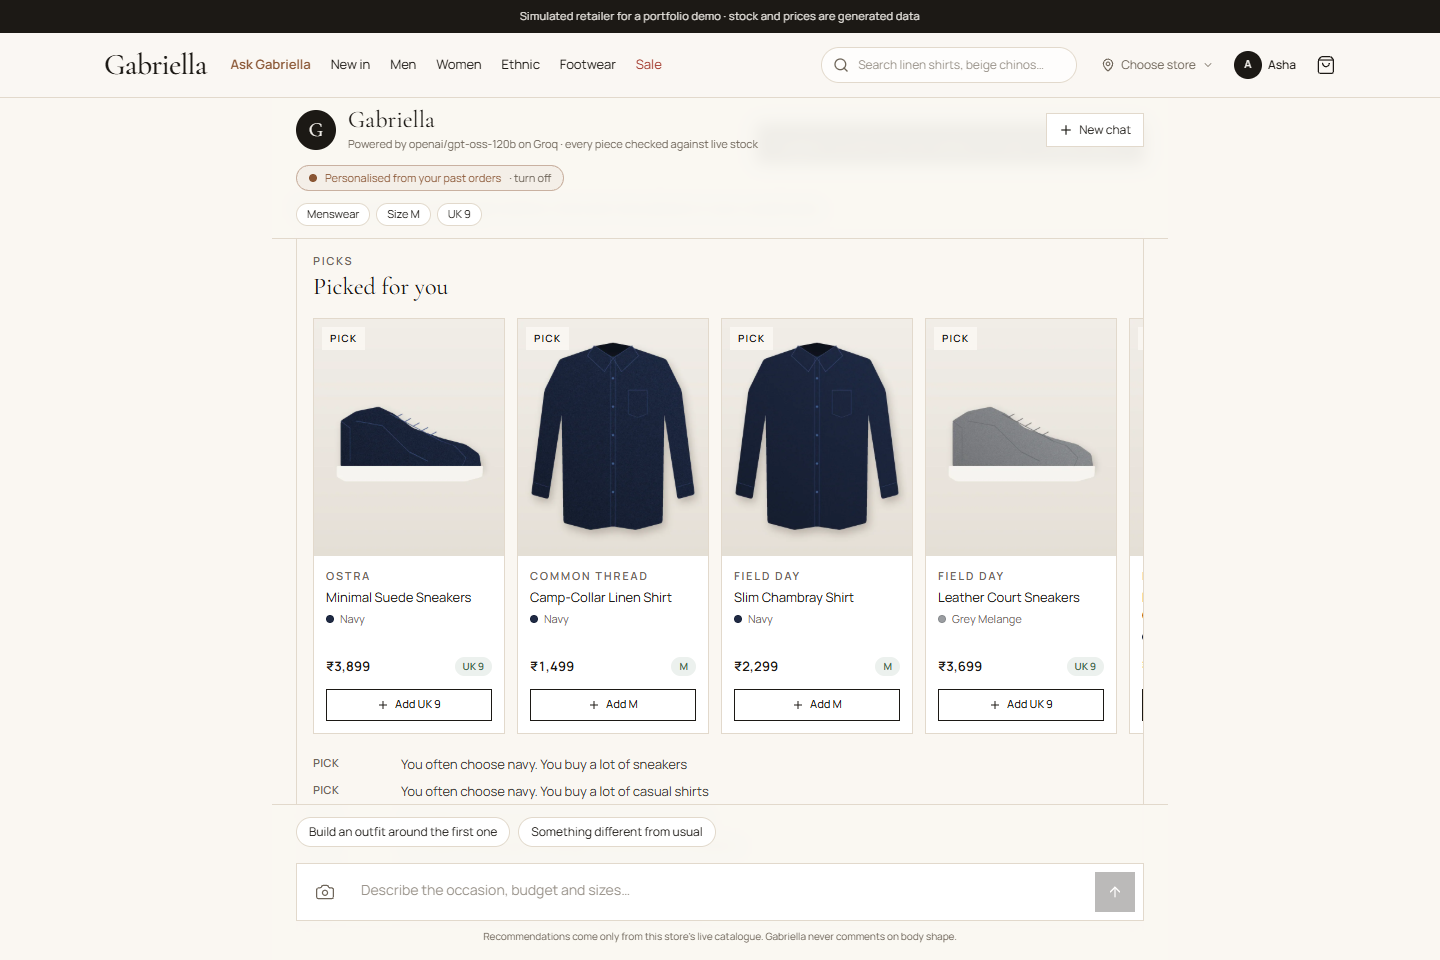 Simulated retailer for a portfolio demo · stock and prices are generated data
Gabriella Ask Gabriella New in Men Women Ethnic Footwear Sale Search linen shirts, beige chinos... Choose store A Asha
G Gabriella
Powered by openai/gpt-oss-120b on Groq · every piece checked against live stock
+ New chat
Personalised from your past orders · turn off
Menswear Size M UK 9
PICKS
Picked for you
PICK PICK PICK PICK
OSTRA COMMON THREAD FIELD DAY FIELD DAY
Minimal Suede Sneakers Camp-Collar Linen Shirt Slim Chambray Shirt Leather Court Sneakers
Navy Navy Navy Grey Melange
₹3,899 UK 9 ₹1,499 M ₹2,299 M ₹3,699 UK 9
+ Add UK 9 + Add M + Add M + Add UK 9
PICK You often choose navy. You buy a lot of sneakers
PICK You often choose navy. You buy a lot of casual shirts
Build an outfit around the first one Something different from usual
Describe the occasion, budget and sizes...
Recommendations come only from this store's live catalogue. Gabriella never comments on body shape.